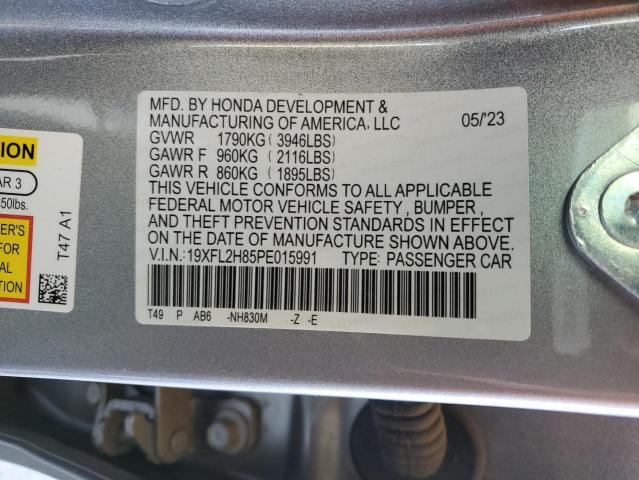 MFD. BY HONDA DEVELOPMENT &
MANUFACTURING OF AMERICA, LLC 05/'23
GVWR 1790KG ( 3946LBS)
GAWR F 960KG ( 2116LBS)
GAWR R 860KG ( 1895LBS)
THIS VEHICLE CONFORMS TO ALL APPLICABLE
FEDERAL MOTOR VEHICLE SAFETY , BUMPER ,
AND THEFT PREVENTION STANDARDS IN EFFECT
ON THE DATE OF MANUFACTURE SHOWN ABOVE.
V.I.N.:19XFL2H85PE015991 TYPE: PASSENGER CAR
T49 P AB6 -NH830M -Z -E
T47 A1